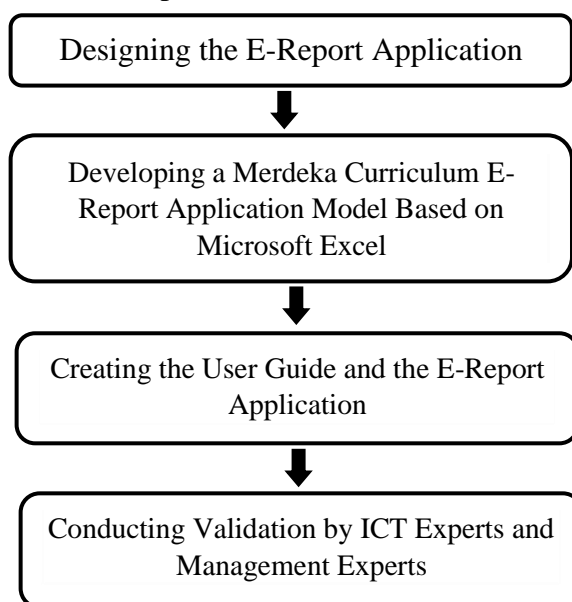 Designing the E-Report Application
Developing a Merdeka Curriculum E-
Report Application Model Based on
Microsoft Excel
Creating the User Guide and the E-Report
Application
Conducting Validation by ICT Experts and
Management Experts